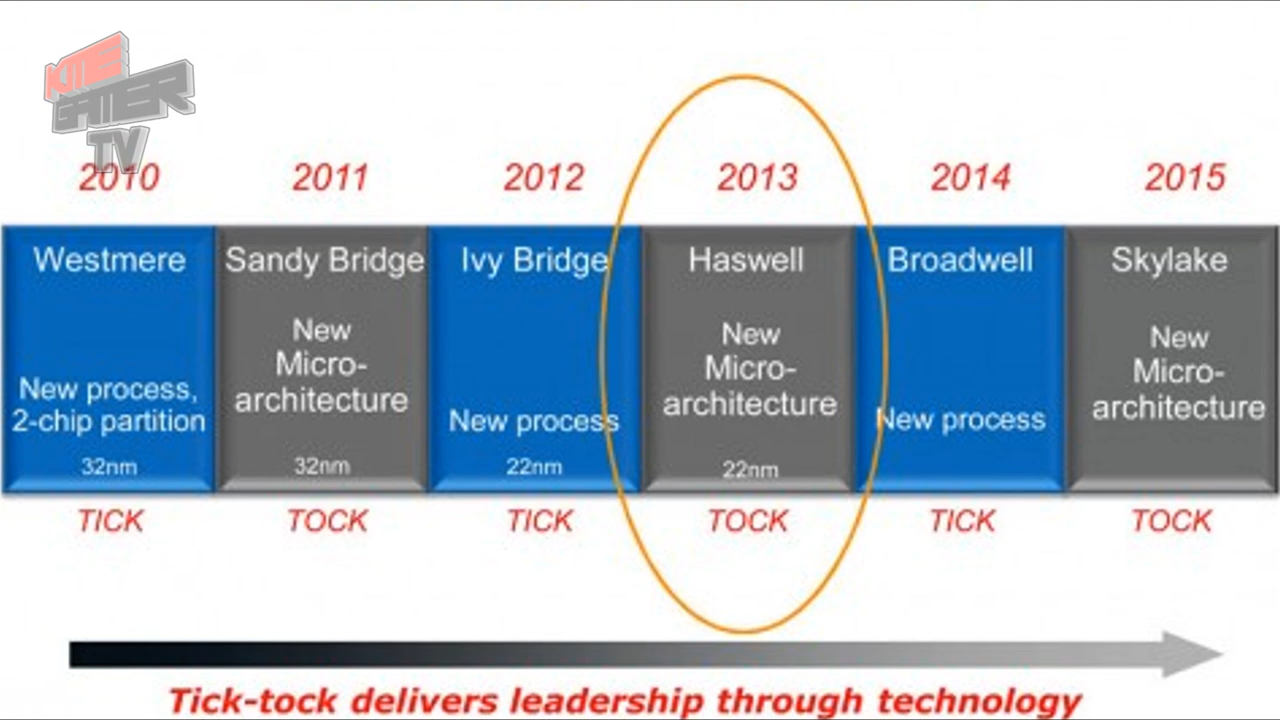 KITE
GAMER
TV
2010 2011 2012 2013 2014 2015
Westmere
New process,
2-chip partition
32nm
TICK
Sandy Bridge
New
Micro-
architecture
32nm
TOCK
Ivy Bridge
New process
22nm
TICK
Haswell
New
Micro-
architecture
22nm
TOCK
Broadwell
New process
TICK
Skylake
New
Micro-
architecture
TOCK
Tick-tock delivers leadership through technology